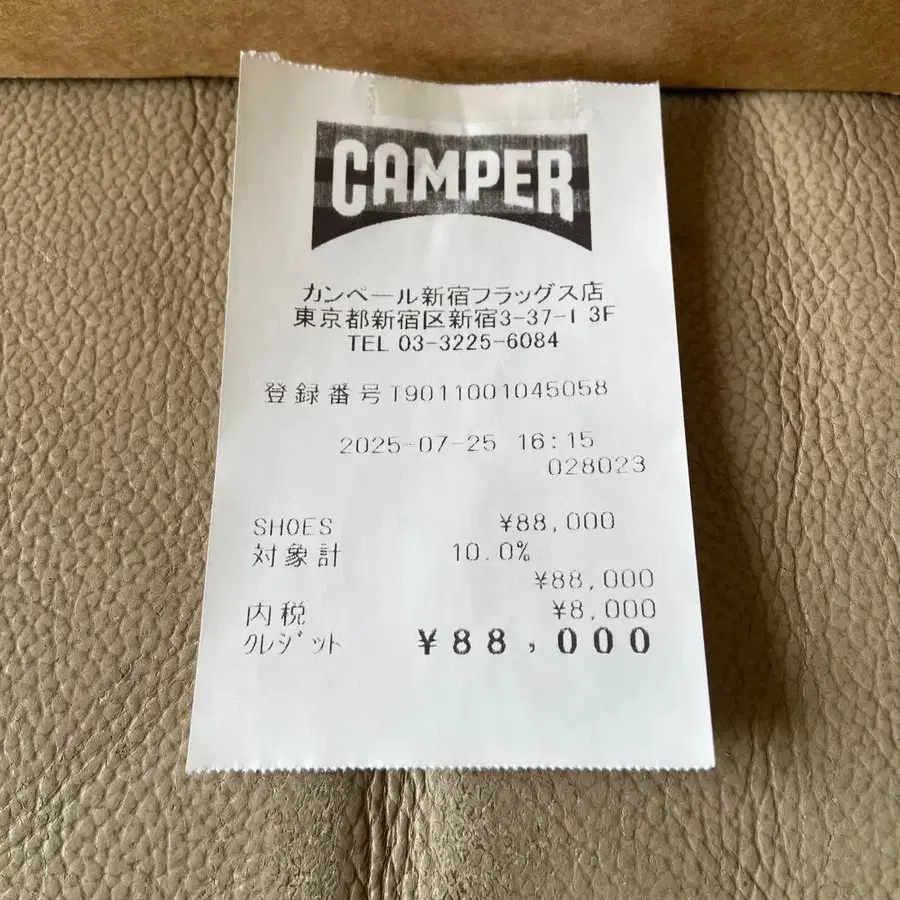 CAMPER
カンペール新宿フラッグス店
東京都新宿区新宿3-37-1 3F
TEL 03-3225-6084
登録番号T9011001045058
2025-07-25 16:15
028023
SHOES ¥88,000
対象計 10.0%
¥88,000
内税 ¥8,000
クレジット ¥88,000